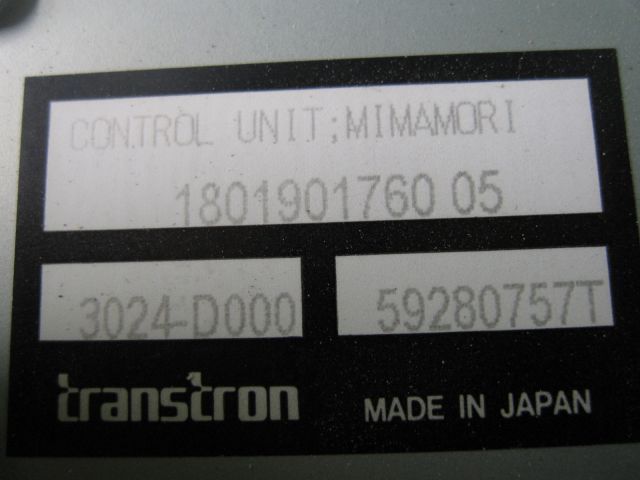 CONTROL UNIT;MIMAMORI
1801901760 05
3024-D000 59280757T
transtron MADE IN JAPAN